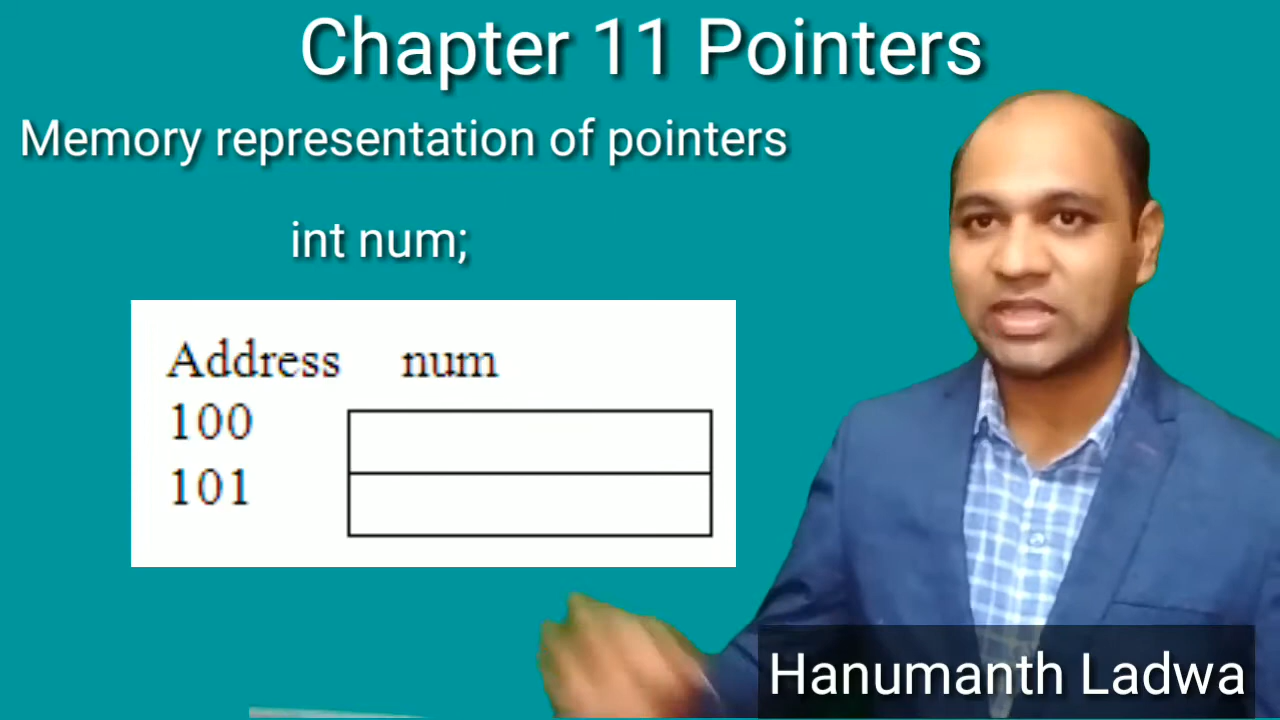 Chapter 11 Pointers
Memory representation of pointers
int num;
Address num
100
101
Hanumanth Ladwa